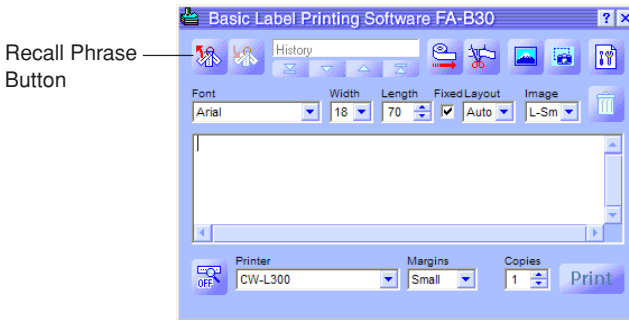 Basic Label Printing Software FA-B30
Recall Phrase
Button
History
Font Width Length Fixed Layout Image
Arial 18 70 Auto L-Sm
Printer Margins Copies
OFF CW-L300 Small 1 Print